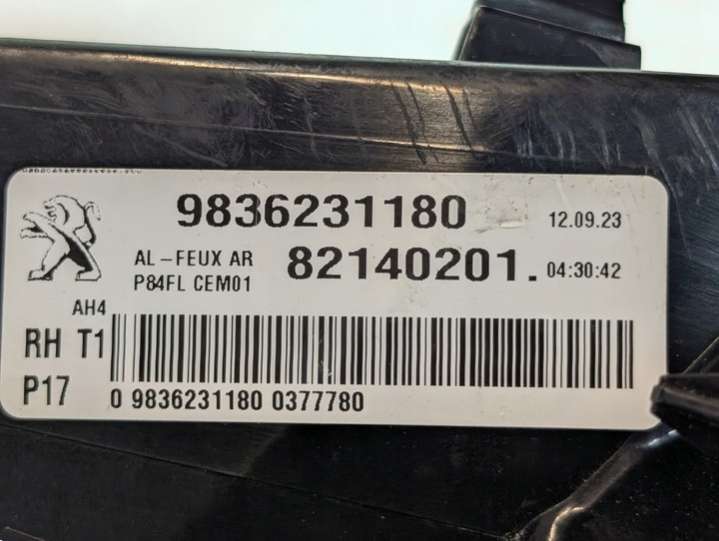 9836231180 12.09.23
AL-FEUX AR 82140201. 04:30:42
P84FL CEM01
AH4
RH T1
P17 0 9836231180 0377780